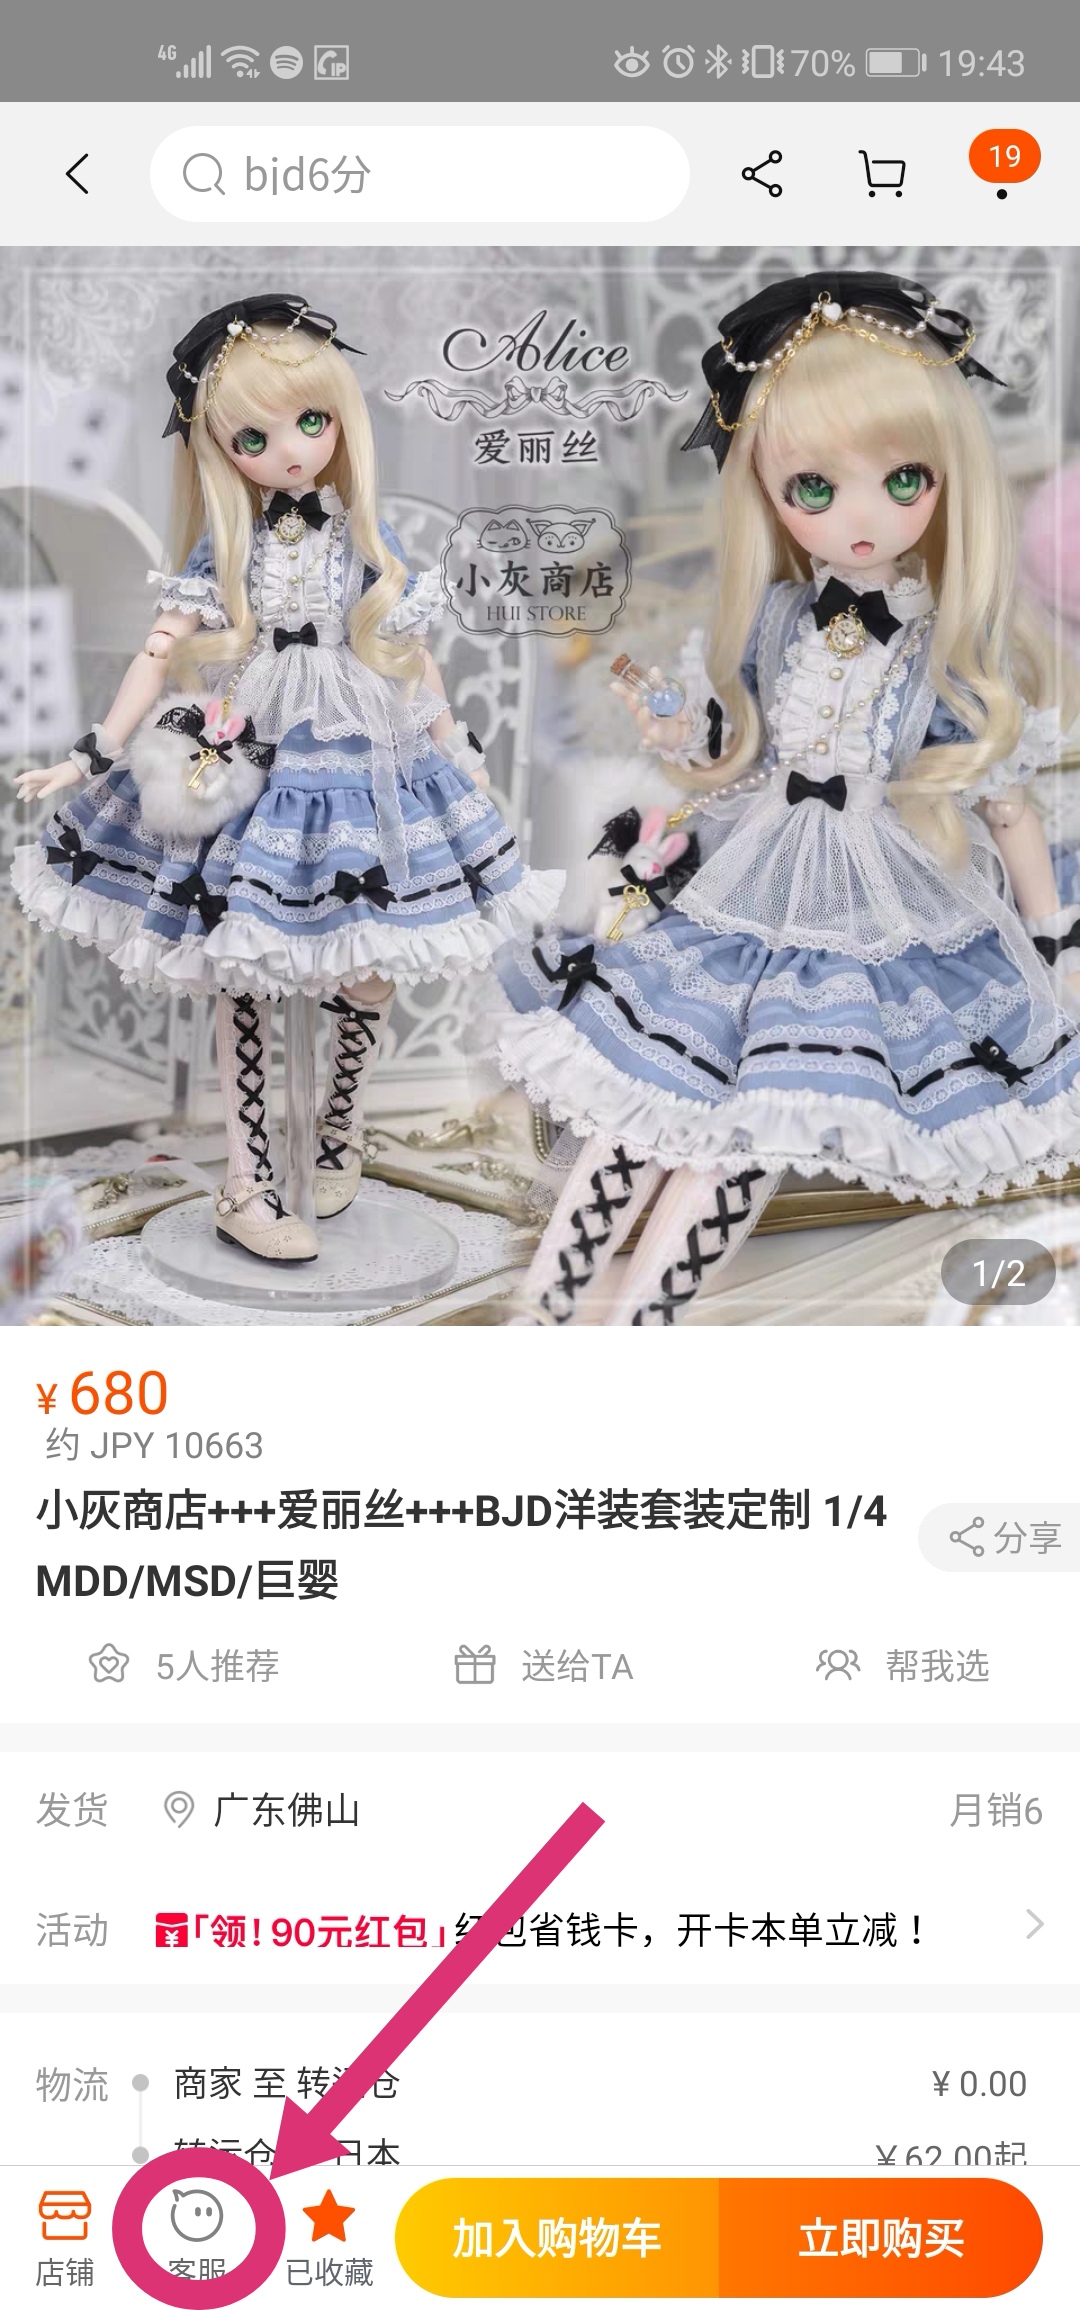 4G
IP
70%
19:43
bjd6分
19
Alice
爱丽丝
小灰商店
HUI STORE
1/2
¥680
约 JPY 10663
小灰商店+++爱丽丝+++BJD洋装套装定制 1/4
MDD/MSD/巨婴
分享
5人推荐
送给TA
帮我选
发货
广东佛山
月销6
活动
「领!90元红包」红包省钱卡，开卡本单立减！
物流
商家 至 转运仓
¥ 0.00
转运仓 日本
¥ 62.00起
店铺
客服
已收藏
加入购物车
立即购买